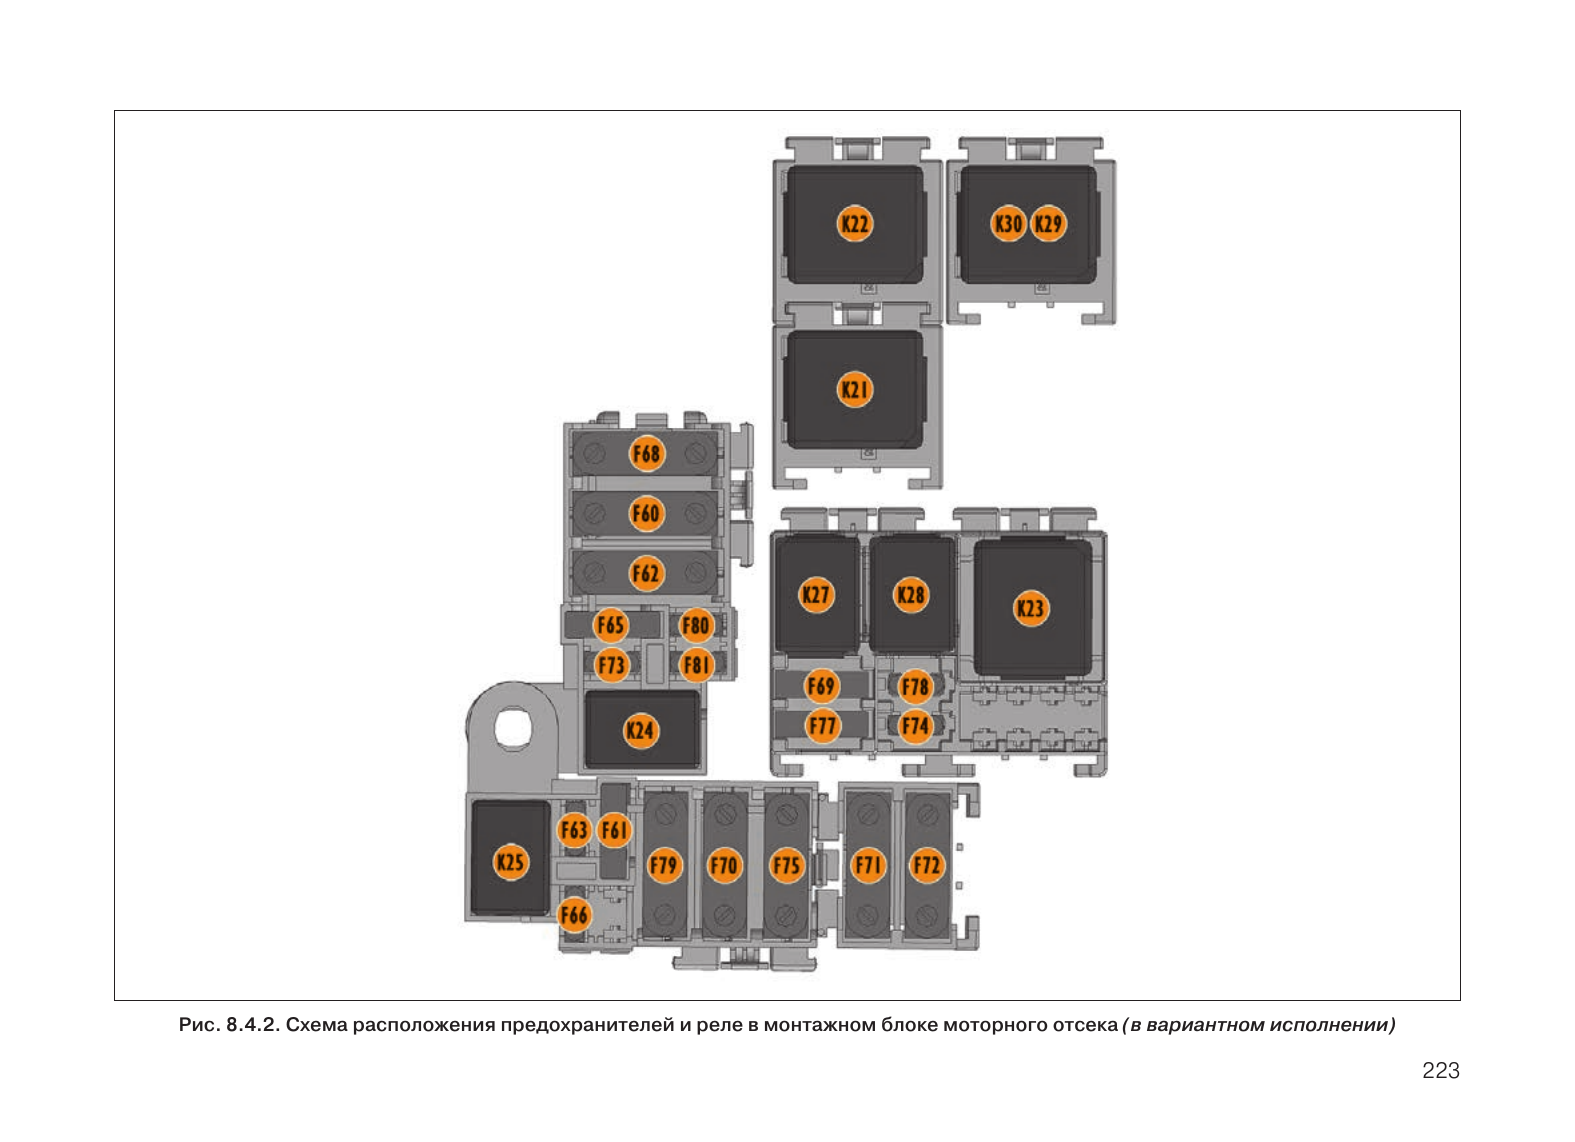 K22
K30 K29
K21
F68
F60
F62
F65 F80
F73 F81
K24
K27 K28 K23
F69 F78
F77 F74
K25 F63 F61
F66
F79 F70 F75 F71 F72
Рис. 8.4.2. Схема расположения предохранителей и реле в монтажном блоке моторного отсека (в вариантном исполнении)
223